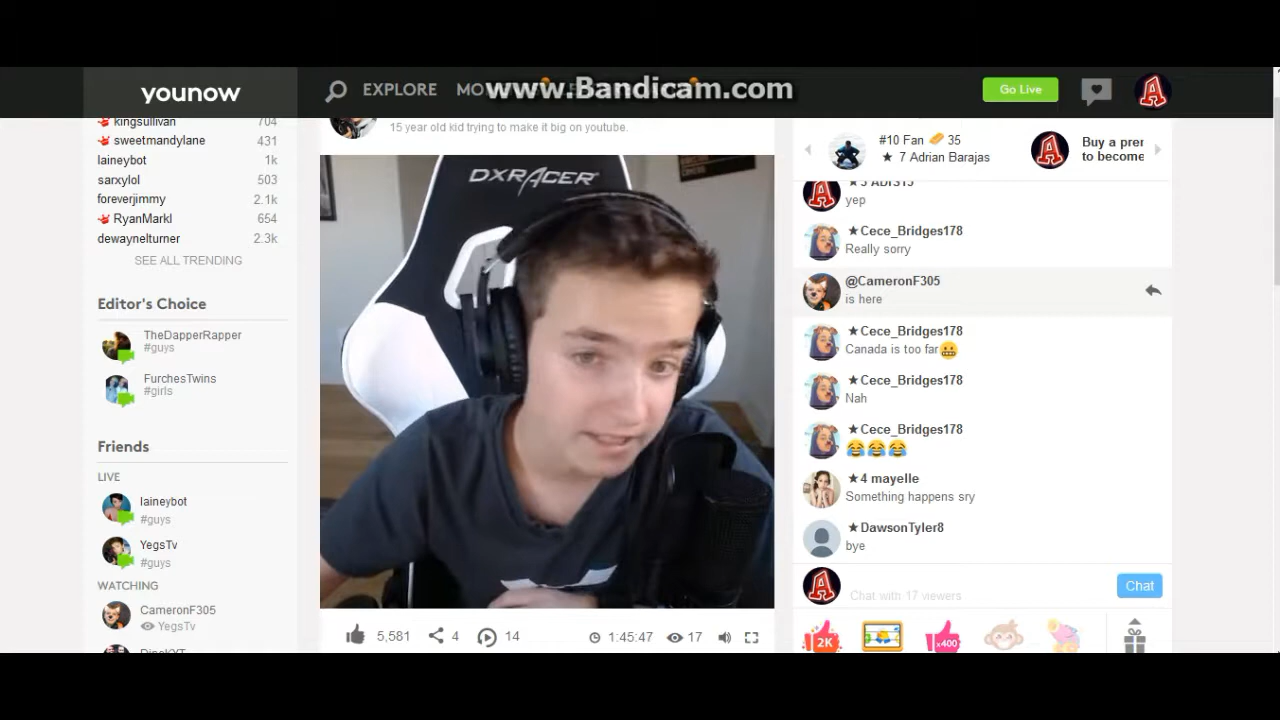 www.Bandicam.com
younow
EXPLORE
Go Live
kingsullivan 704
sweetmandylane 431
laineybot 1k
sarxylol 503
foreverjimmy 2.1k
RyanMarkl 654
dewaynelturner 2.3k
SEE ALL TRENDING
Editor's Choice
TheDapperRapper
#guys
FurchesTwins
#girls
Friends
LIVE
laineybot
#guys
YegsTv
#guys
WATCHING
CameronF305
YegsTv
15 year old kid trying to make it big on youtube.
DXRACER
5,581 4 14 1:45:47 17
#10 Fan 35
★ 7 Adrian Barajas
Buy a prer
to become
yep
★Cece_Bridges178
Really sorry
@CameronF305
is here
★Cece_Bridges178
Canada is too far😬
★Cece_Bridges178
Nah
★Cece_Bridges178
😂😂😂
★4 mayelle
Something happens sry
★DawsonTyler8
bye
Chat with 17 viewers
Chat
2K
x400